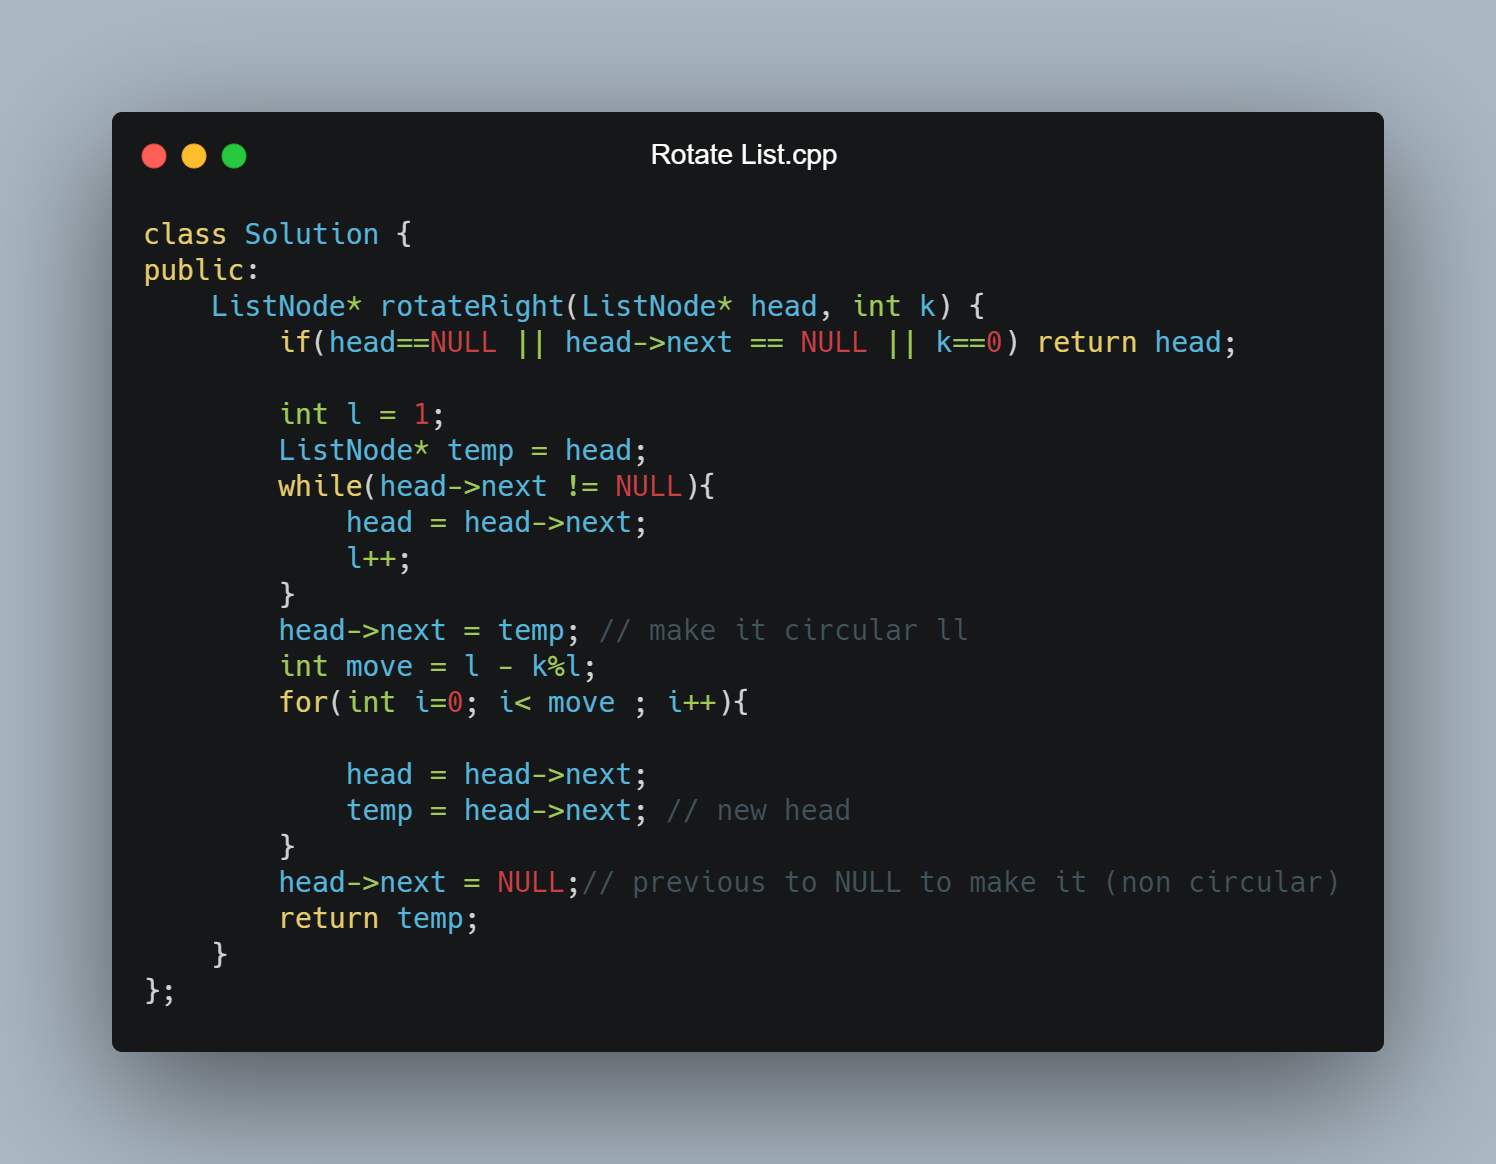 Rotate List.cpp
class Solution {
public:
    ListNode* rotateRight(ListNode* head, int k) {
        if(head==NULL || head->next == NULL || k==0) return head;
        int l = 1;
        ListNode* temp = head;
        while(head->next != NULL){
            head = head->next;
            l++;
        }
        head->next = temp; // make it circular ll
        int move = l - k%l;
        for(int i=0; i< move ; i++){
            head = head->next;
            temp = head->next; // new head
        }
        head->next = NULL;// previous to NULL to make it (non circular)
        return temp;
    }
};